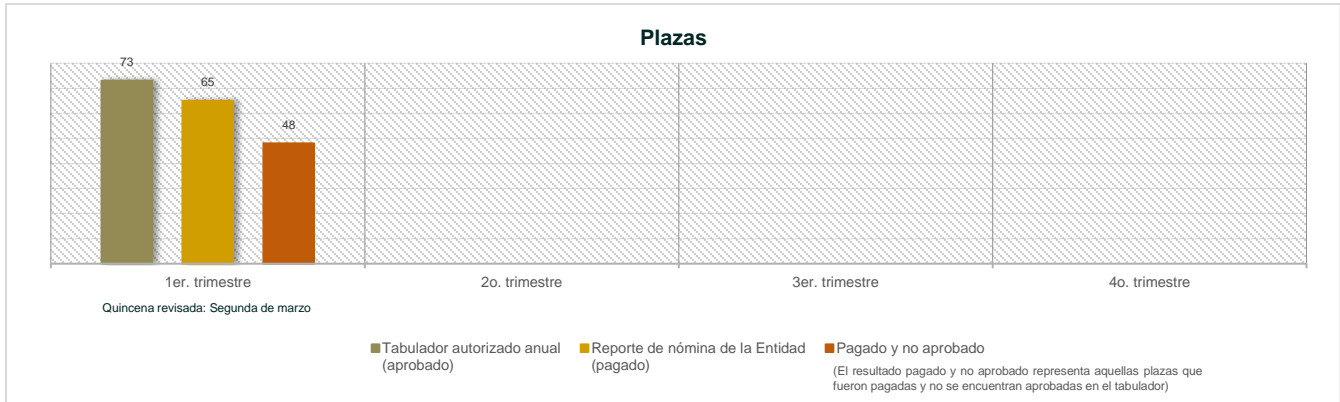 Plazas
73
65
48
1er. trimestre
2o. trimestre
3er. trimestre
4o. trimestre
Quincena revisada: Segunda de marzo
Tabulador autorizado anual
(aprobado)
Reporte de nómina de la Entidad
(pagado)
Pagado y no aprobado
(El resultado pagado y no aprobado representa aquellas plazas que
fueron pagadas y no se encuentran aprobadas en el tabulador)